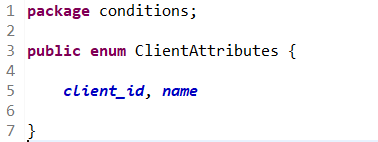 1 package conditions;
2
3 public enum ClientAttributes {
4
5     client_id, name
6
7 }